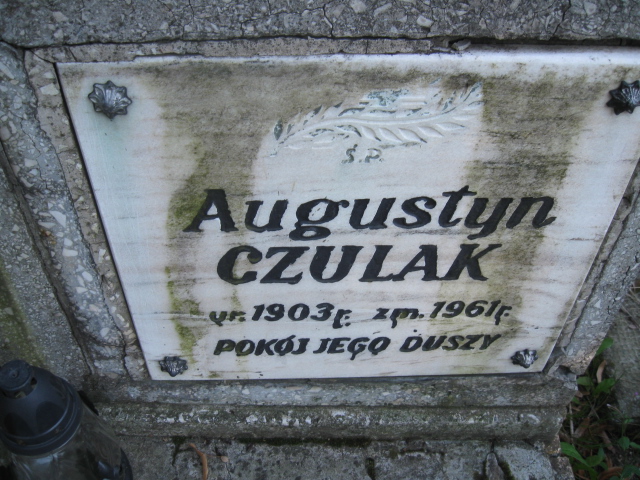 Ś.P.
Augustyn
CZULAK
ur. 1903 r. zm. 1961 r.
POKÓJ JEGO DUSZY